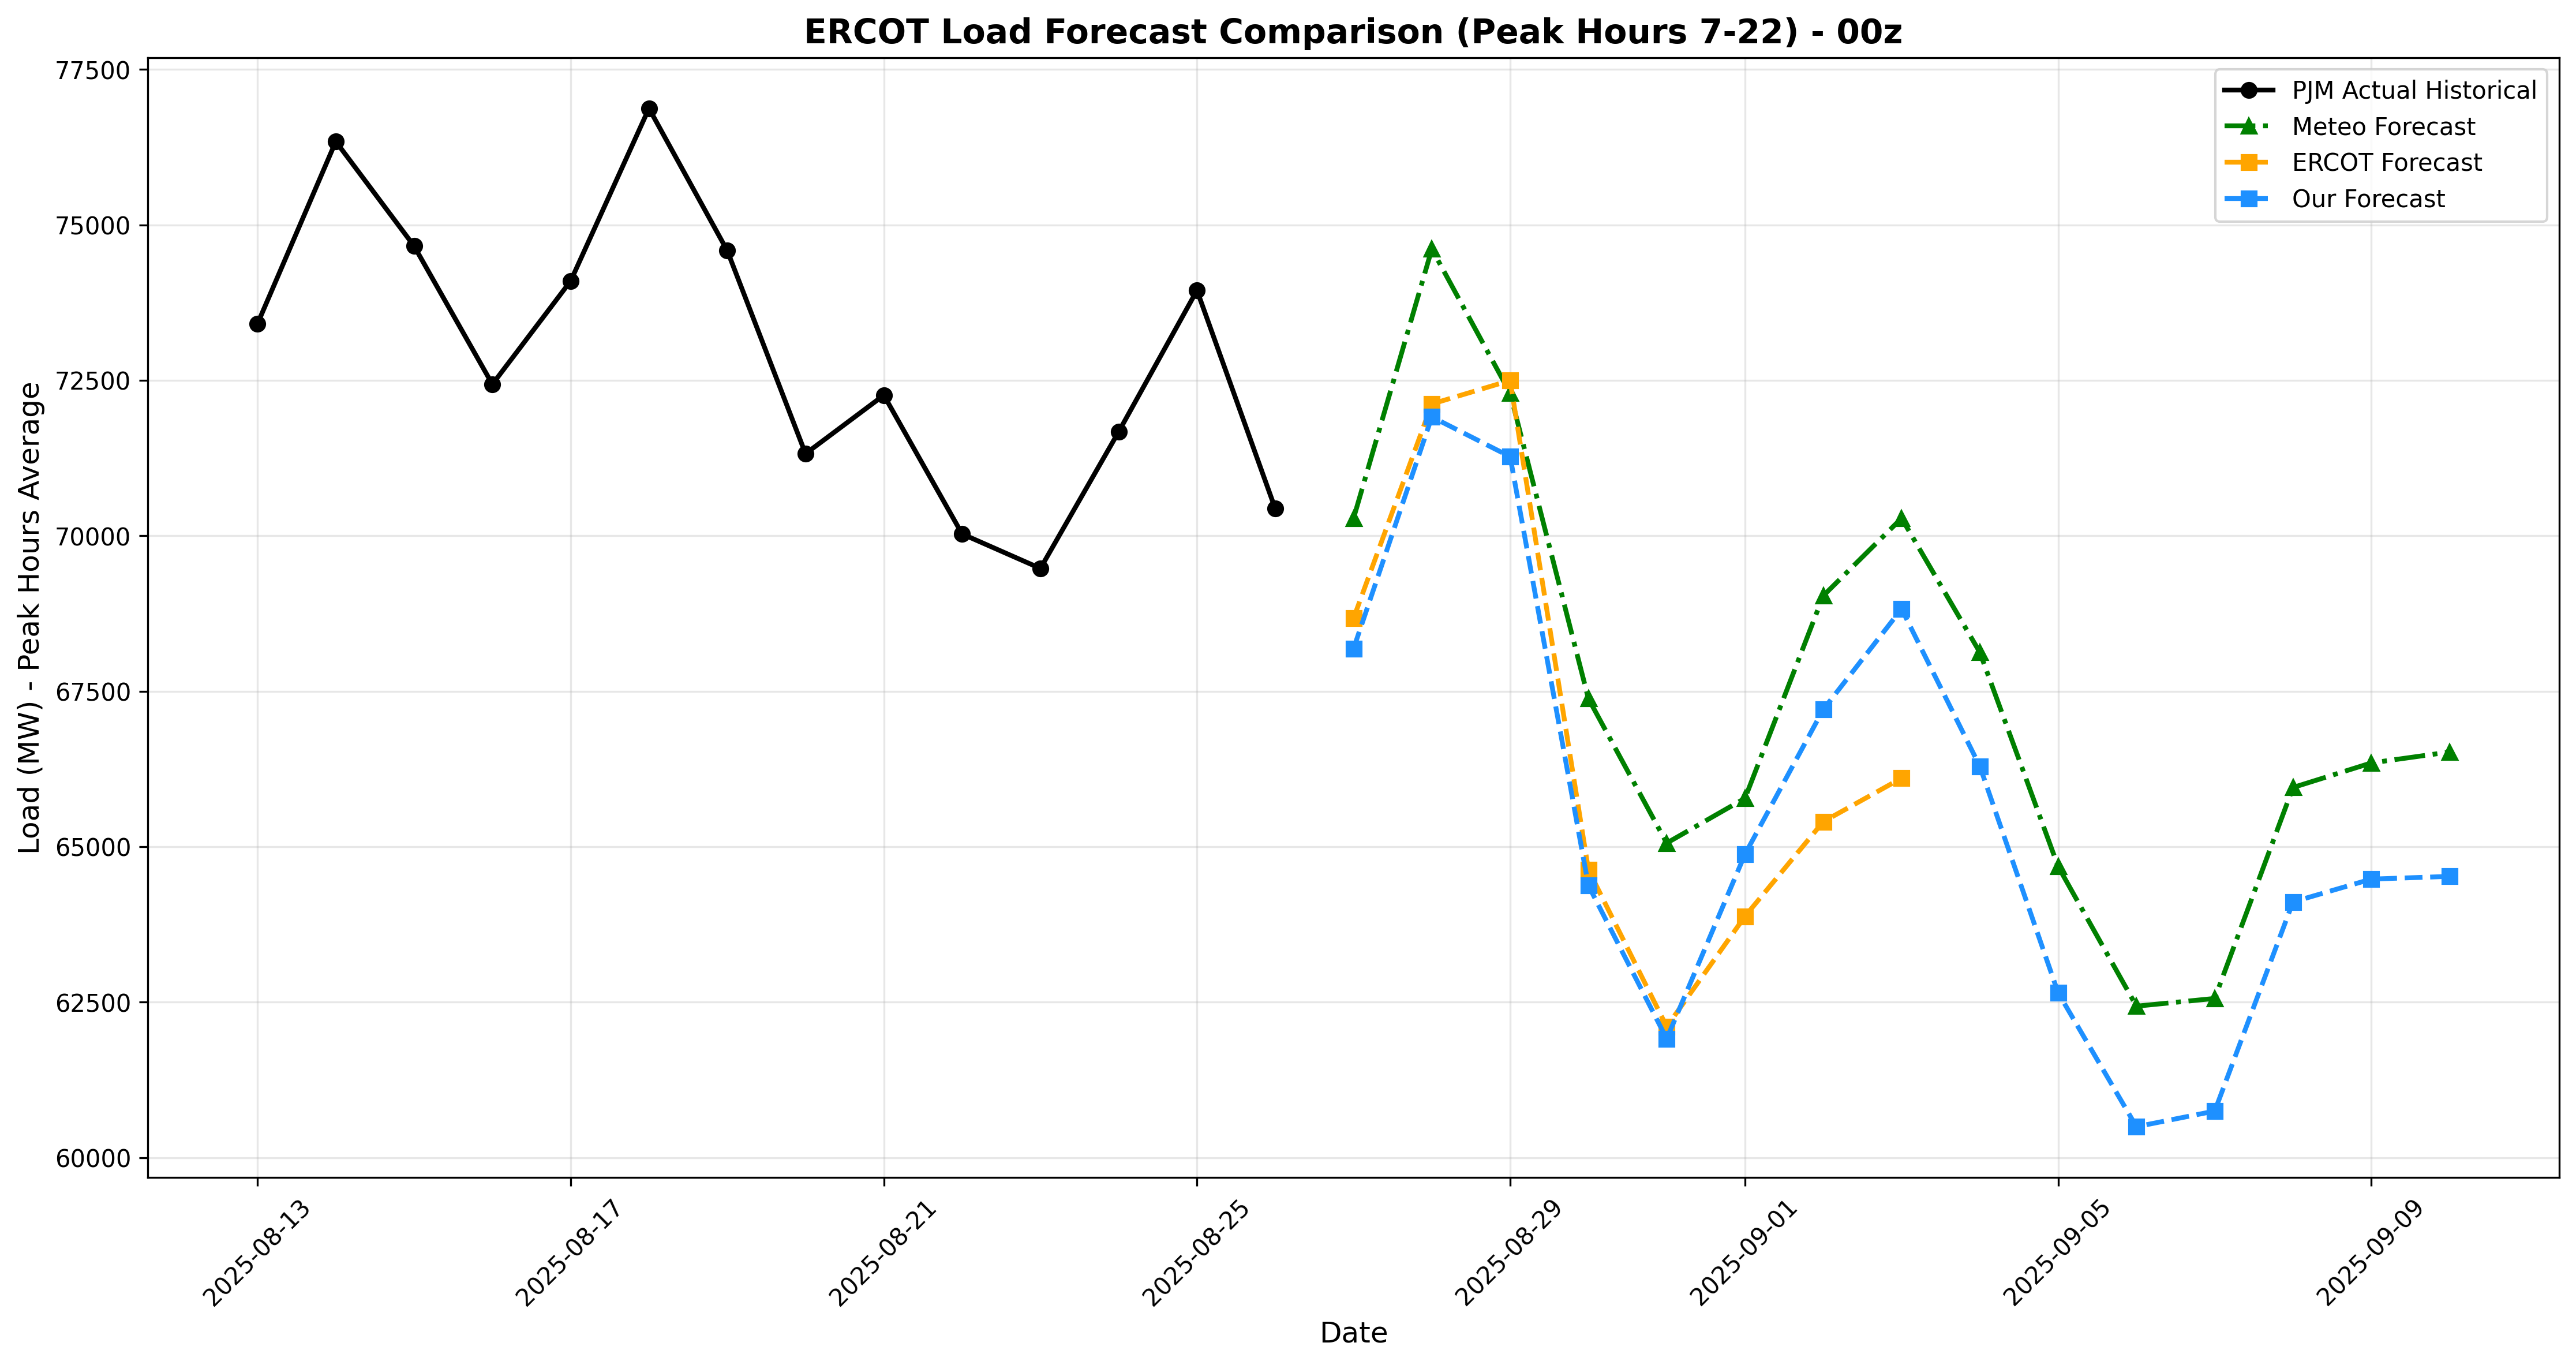 ERCOT Load Forecast Comparison (Peak Hours 7-22) - 00z
77500
75000
72500
70000
67500
65000
62500
60000
Load (MW) - Peak Hours Average
PJM Actual Historical
Meteo Forecast
ERCOT Forecast
Our Forecast
2025-08-13
2025-08-17
2025-08-21
2025-08-25
2025-08-29
2025-09-01
2025-09-05
2025-09-09
Date